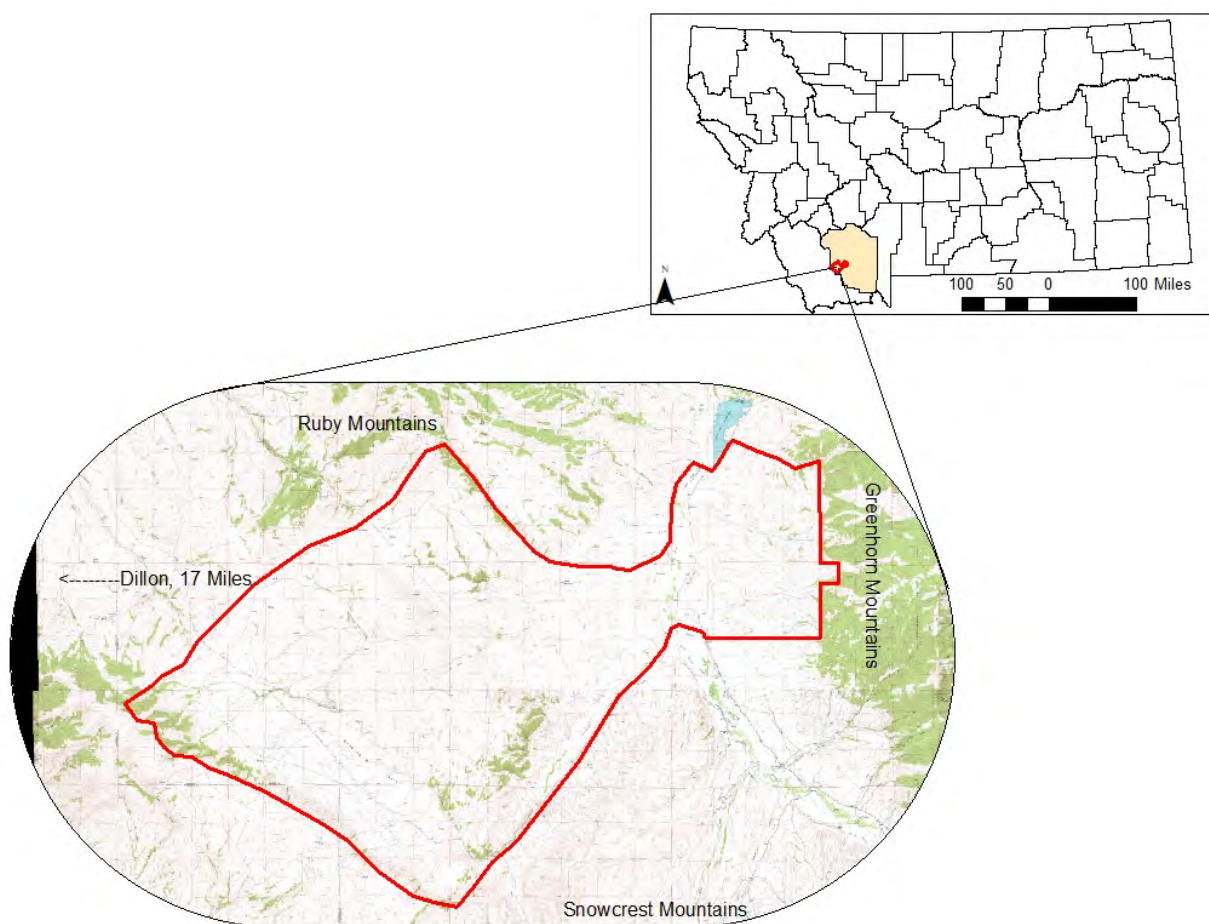 N
100 50 0 100 Miles
Ruby Mountains
Greenhorn Mountains
<--------Dillon, 17 Miles
Snowcrest Mountains